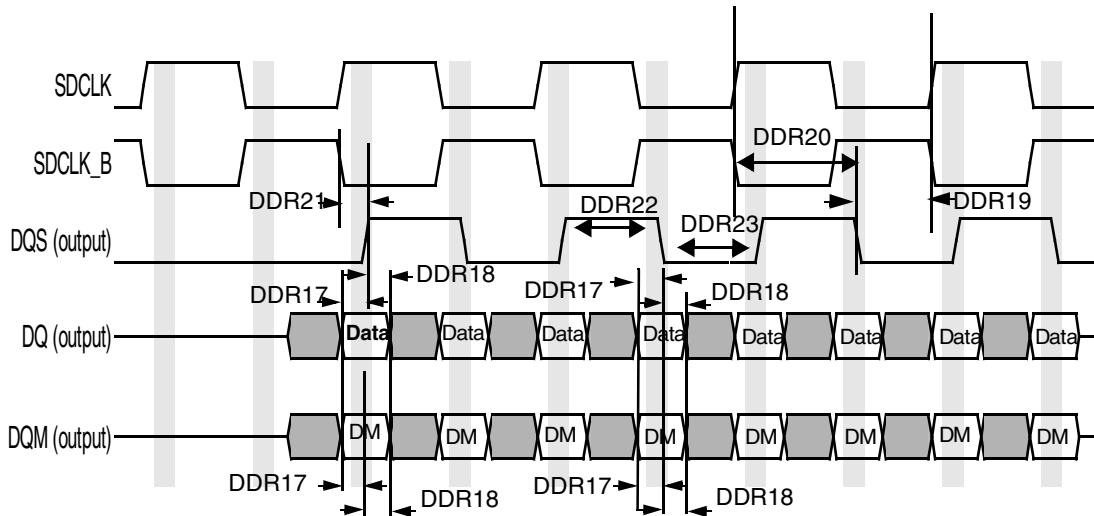 SDCLK
SDCLK_B
DDR20
DDR21
DDR22
DDR19
DQS (output)
DDR23
DDR18
DDR17
DDR17
DDR18
DQ (output)
Data Data Data Data Data Data Data Data
DQM (output)
DM DM DM DM DM DM DM DM
DDR17
DDR18
DDR17
DDR18